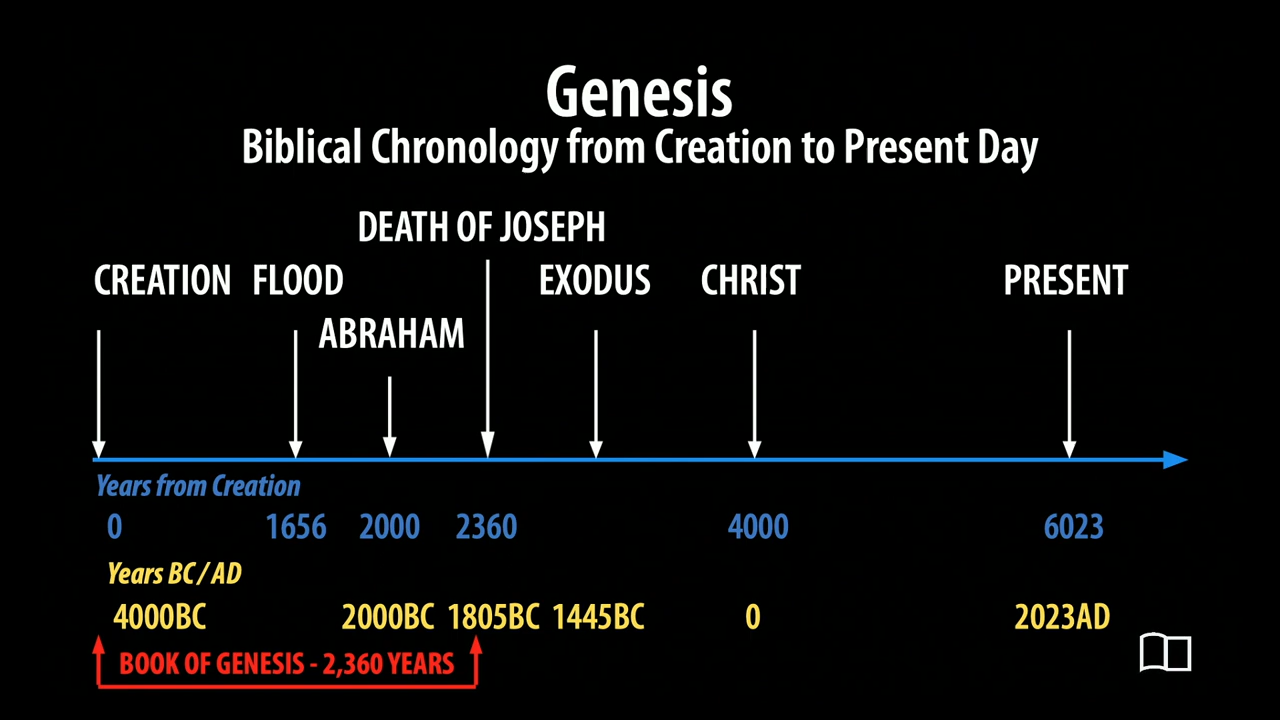 Genesis
Biblical Chronology from Creation to Present Day
DEATH OF JOSEPH
CREATION FLOOD EXODUS CHRIST PRESENT
ABRAHAM
Years from Creation
0 1656 2000 2360 4000 6023
Years BC/AD
4000BC 2000BC 1805BC 1445BC 0 2023AD
BOOK OF GENESIS - 2,360 YEARS